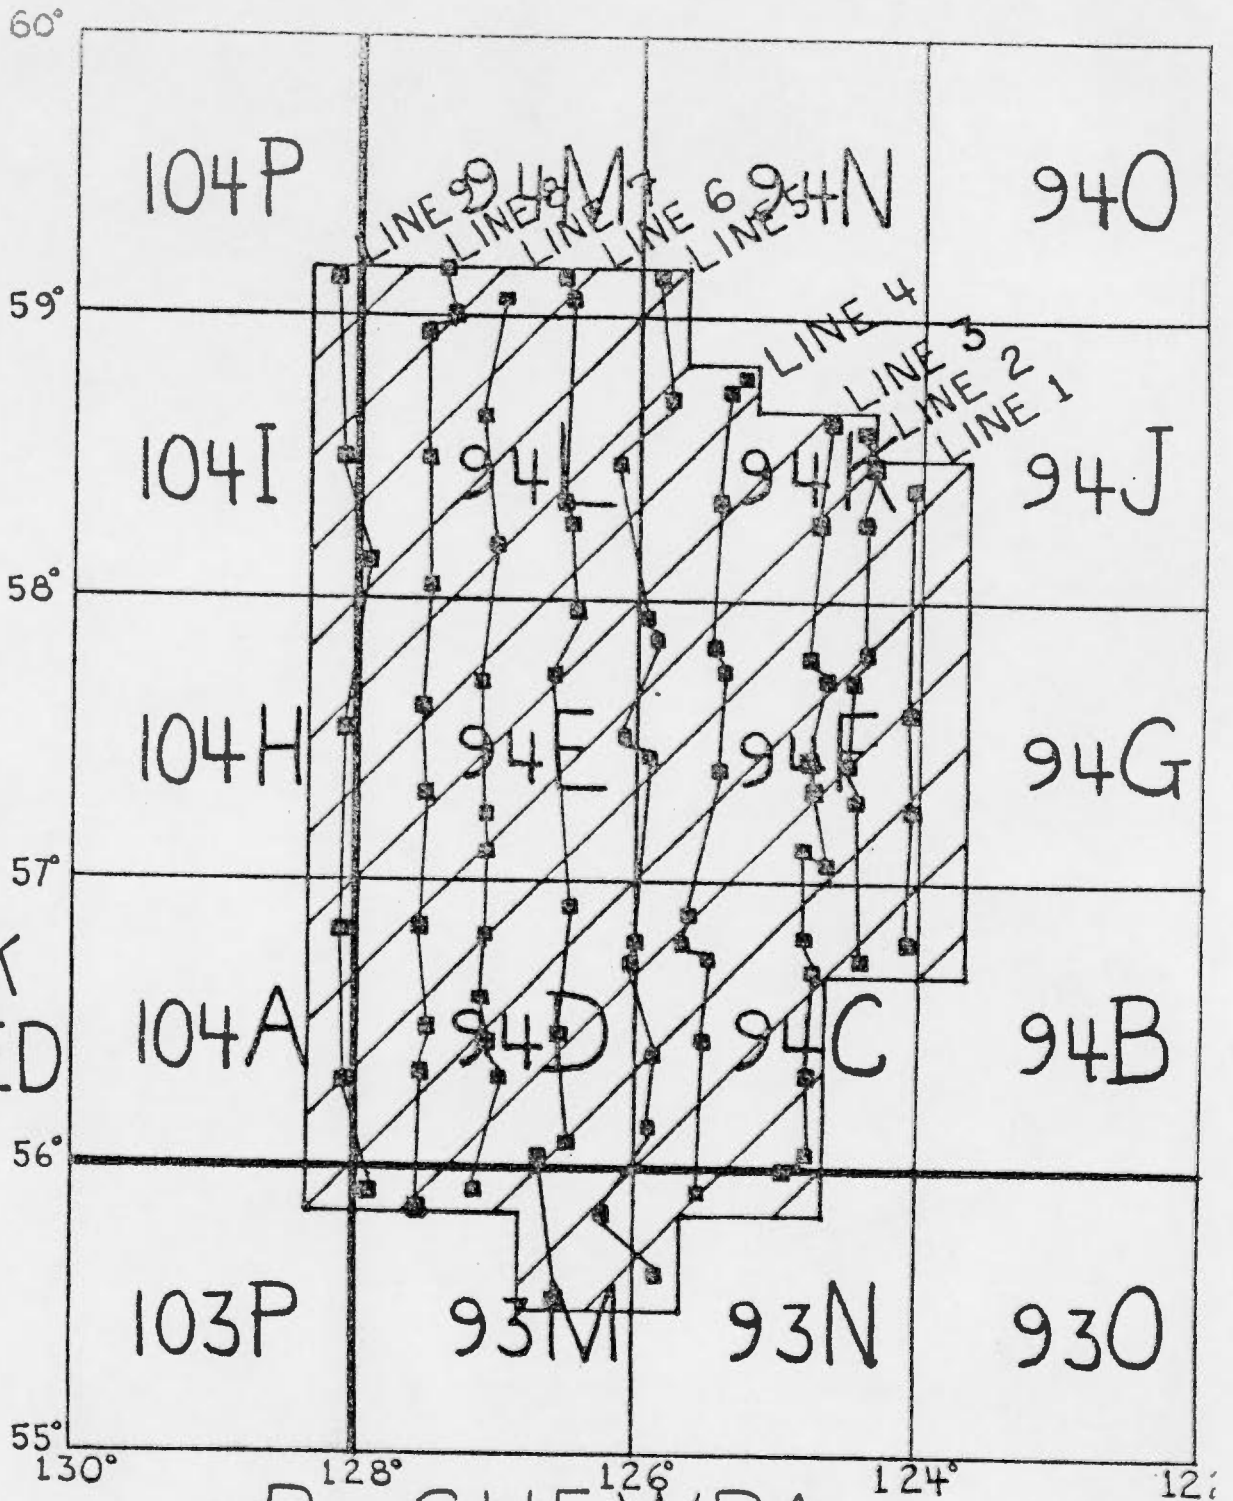 60°
104P 94M 94N 94O
LINE 9 LINE 8 LINE 7 LINE 6 LINE 5
59°
LINE 4
LINE 3
LINE 2
LINE 1
104I 94L 94K 94J
58°
104H 94E 94F 94G
57°
K
104A 94D 94C 94B
ED
56°
103P 93M 93N 93O
55°
130° 128° 126° 124°